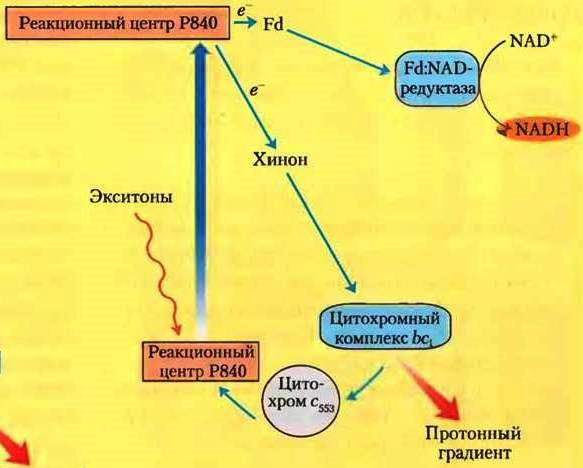 Реакционный центр P840
e⁻
Fd
NAD⁺
Fd:NAD-
редуктаза
NADH
e⁻
Хинон
Экситоны
Цитохромный
комплекс bc₁
Реакционный
центр P840
Цито-
хром c₅₅₃
Протонный
градиент